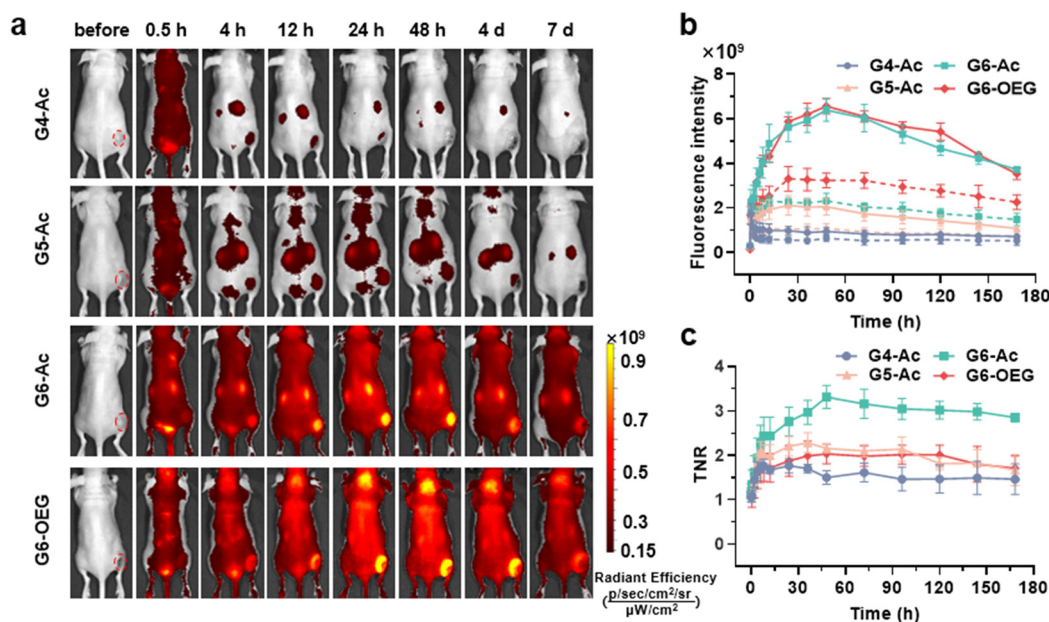 a
before 0.5 h 4 h 12 h 24 h 48 h 4 d 7 d
G4-Ac
G5-Ac
G6-Ac
G6-OEG
×10⁹
0.9
0.7
0.5
0.3
0.15
Radiant Efficiency
(p/sec/cm²/sr / µW/cm²)
b
×10⁹
G4-Ac G6-Ac
G5-Ac G6-OEG
Fluorescence intensity
8
6
4
2
0
0 30 60 90 120 150 180
Time (h)
c
G4-Ac G6-Ac
G5-Ac G6-OEG
TNR
4
3
2
1
0
0 30 60 90 120 150 180
Time (h)